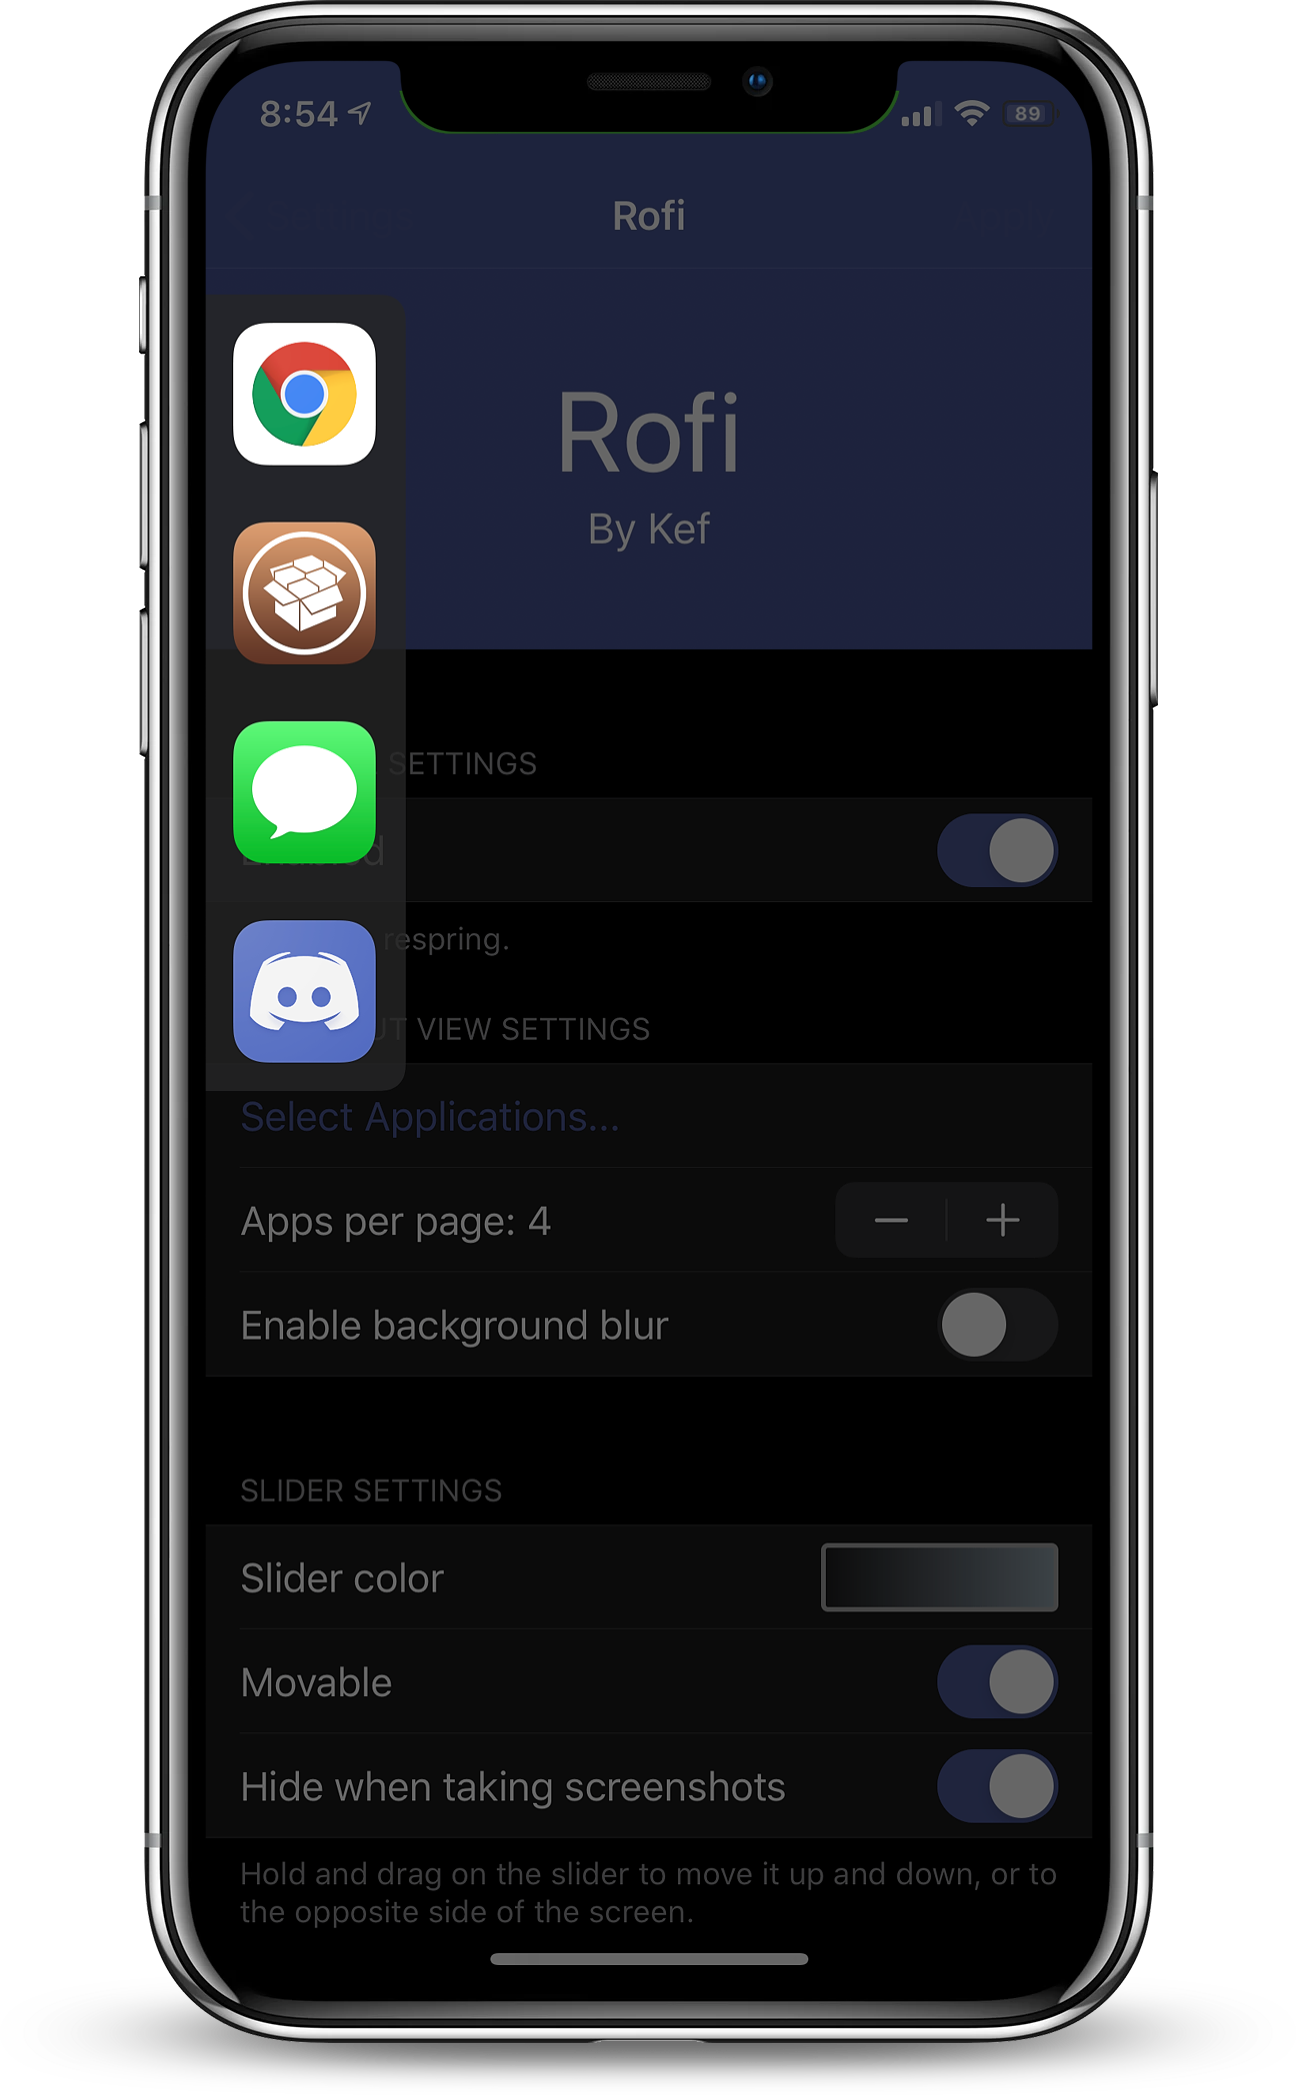 8:54
89
Rofi
Rofi
By Kef
SETTINGS
respring.
UT VIEW SETTINGS
Select Applications...
Apps per page: 4
Enable background blur
SLIDER SETTINGS
Slider color
Movable
Hide when taking screenshots
Hold and drag on the slider to move it up and down, or to
the opposite side of the screen.